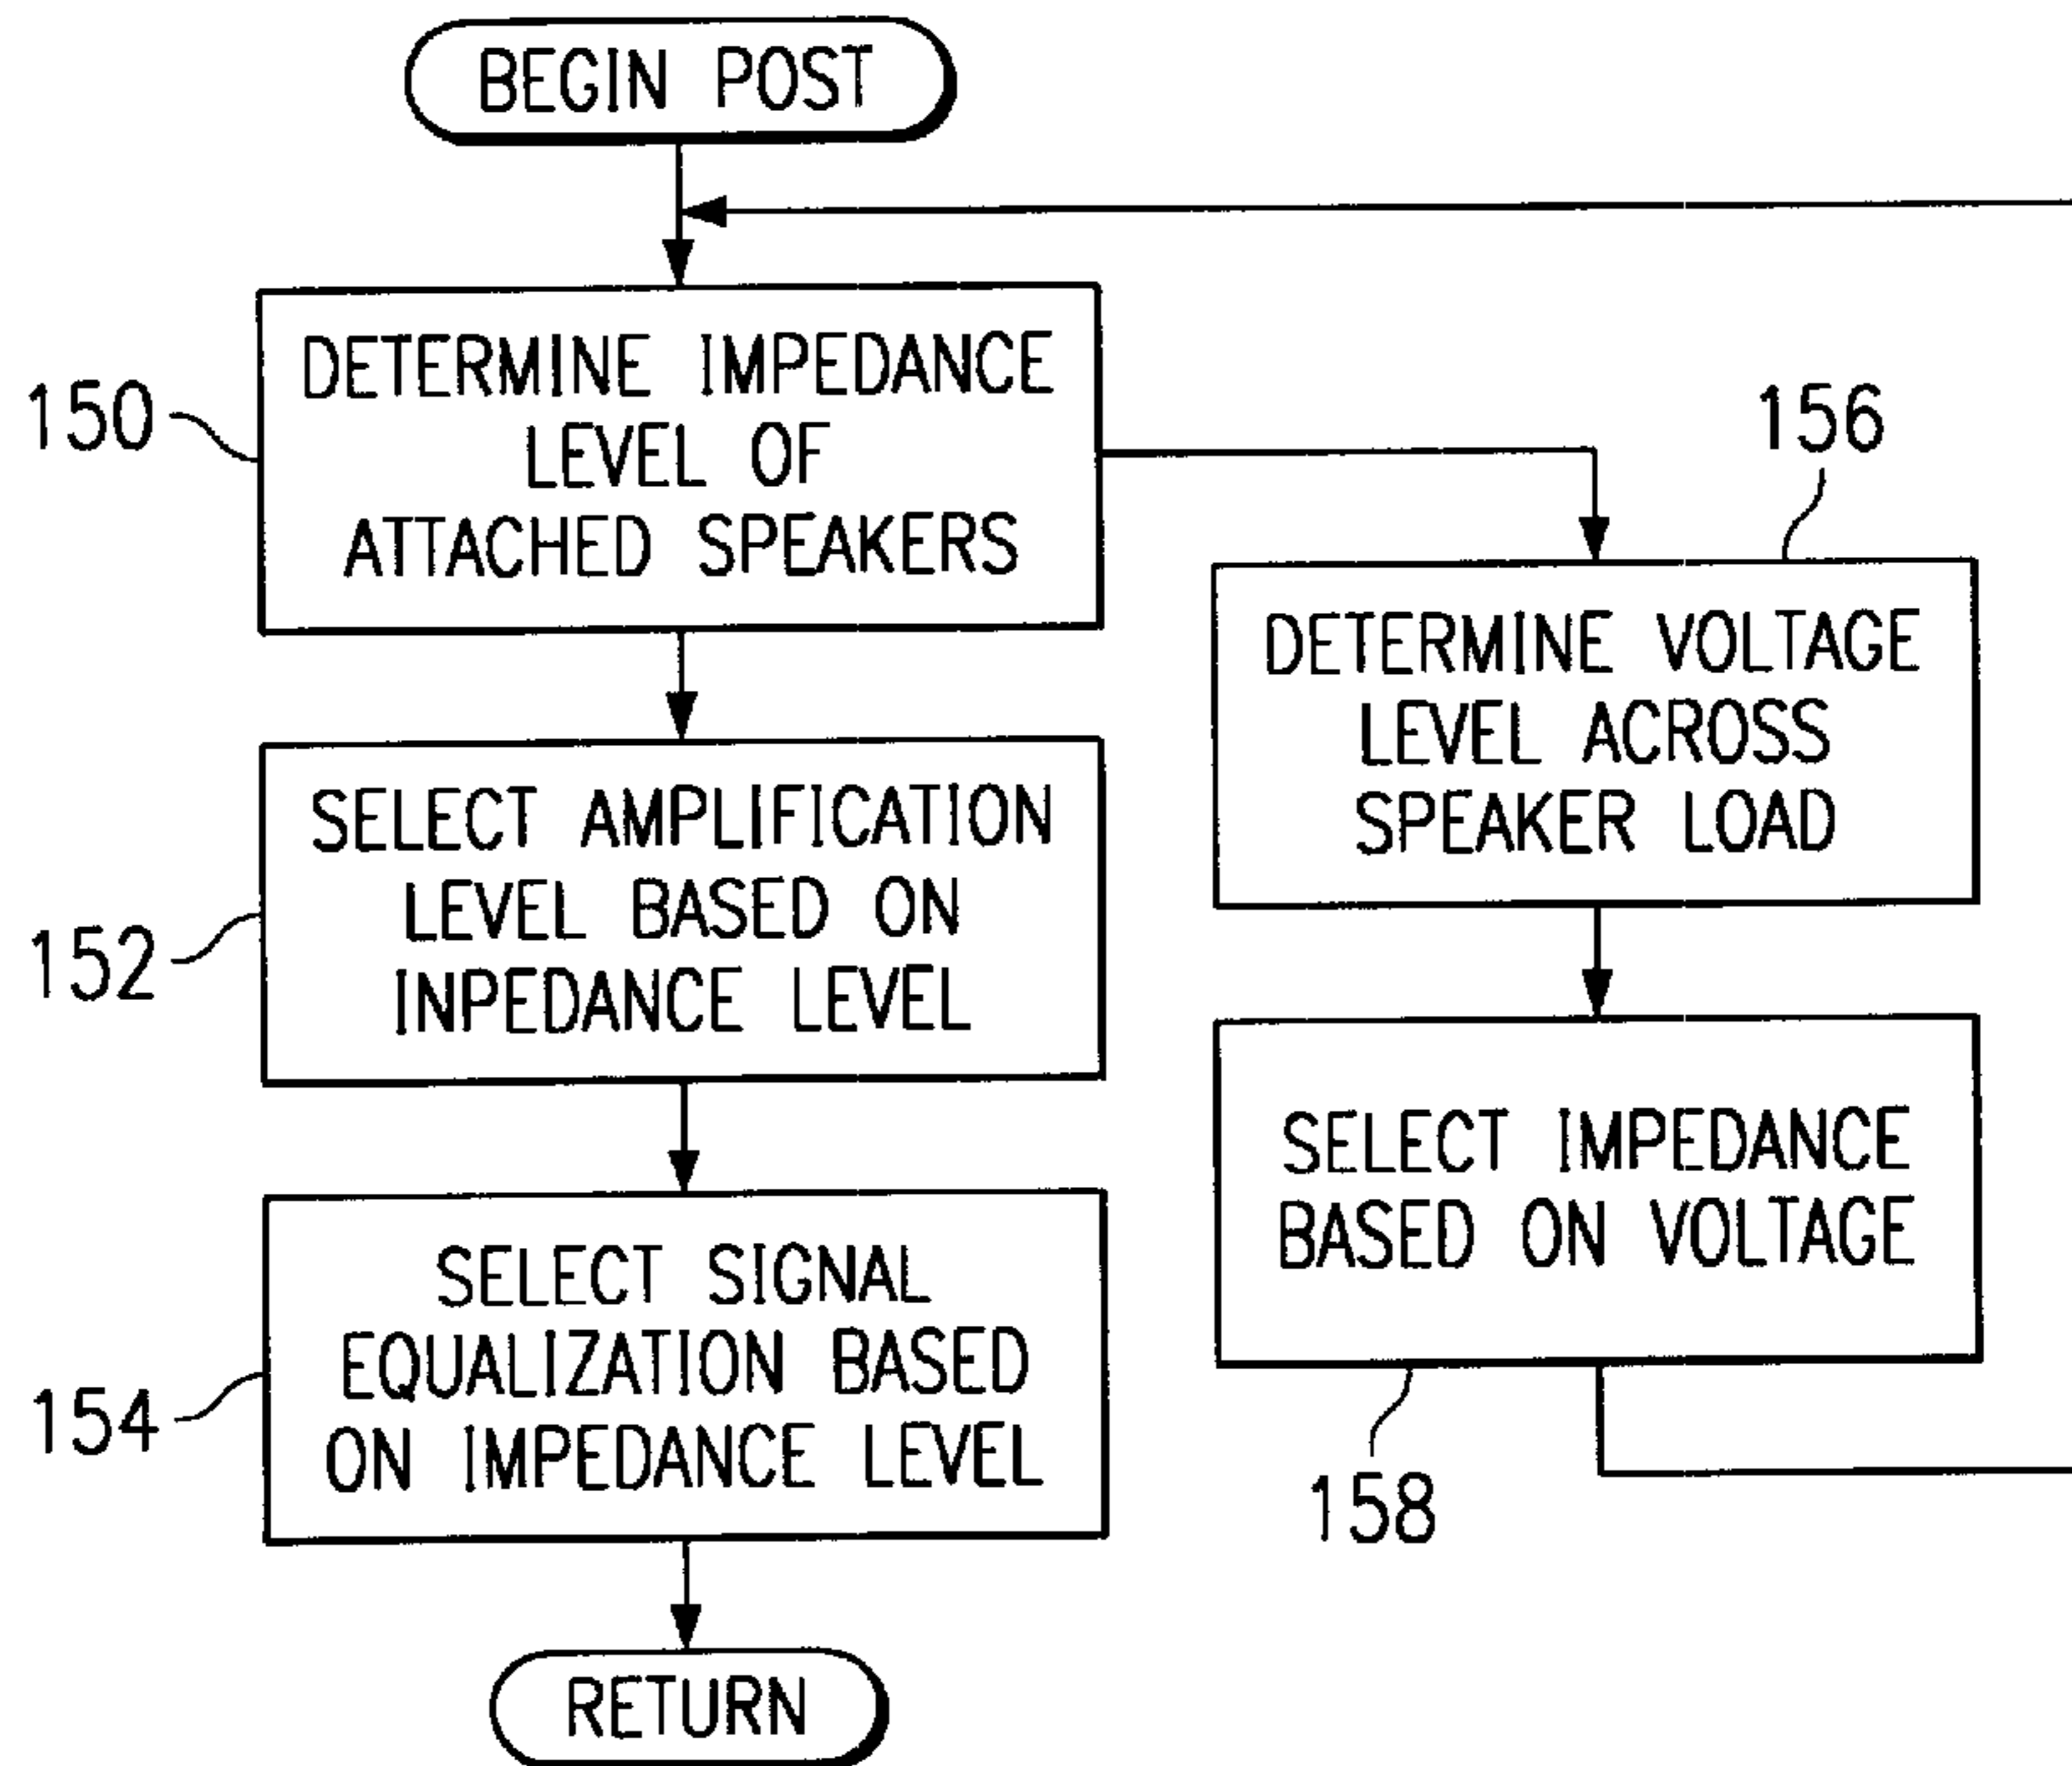 BEGIN POST
150
DETERMINE IMPEDANCE
LEVEL OF
ATTACHED SPEAKERS
152
SELECT AMPLIFICATION
LEVEL BASED ON
INPEDANCE LEVEL
154
SELECT SIGNAL
EQUALIZATION BASED
ON IMPEDANCE LEVEL
RETURN
156
DETERMINE VOLTAGE
LEVEL ACROSS
SPEAKER LOAD
SELECT IMPEDANCE
BASED ON VOLTAGE
158